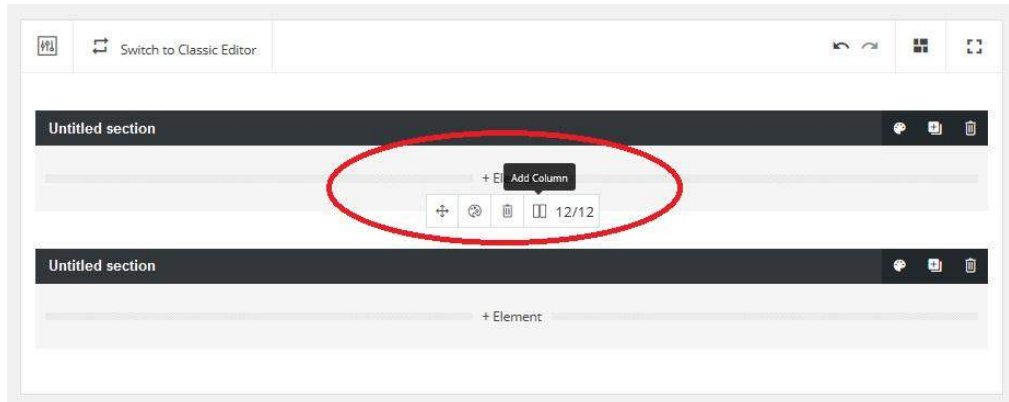 Switch to Classic Editor
Untitled section
+ El
Add Column
12/12
Untitled section
+ Element